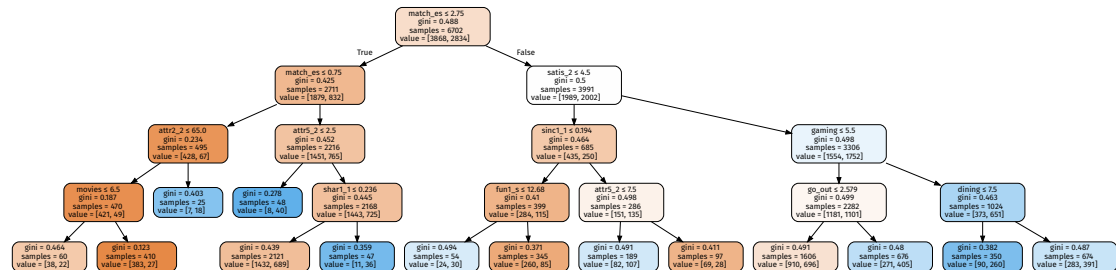 match_es ≤ 2.75
gini = 0.488
samples = 6702
value = [3868, 2834]
True
False
match_es ≤ 0.75
gini = 0.425
samples = 2711
value = [1879, 832]
satis_2 ≤ 4.5
gini = 0.5
samples = 3991
value = [1989, 2002]
attr2_2 ≤ 65.0
gini = 0.234
samples = 495
value = [428, 67]
attr5_2 ≤ 2.5
gini = 0.452
samples = 2216
value = [1451, 765]
sinc1_1 ≤ 0.194
gini = 0.464
samples = 685
value = [435, 250]
gaming ≤ 5.5
gini = 0.498
samples = 3306
value = [1554, 1752]
movies ≤ 6.5
gini = 0.187
samples = 470
value = [421, 49]
gini = 0.403
samples = 25
value = [7, 18]
gini = 0.278
samples = 48
value = [8, 40]
shar1_1 ≤ 0.236
gini = 0.445
samples = 2168
value = [1443, 725]
fun1_s ≤ 12.68
gini = 0.41
samples = 399
value = [284, 115]
attr5_2 ≤ 7.5
gini = 0.498
samples = 286
value = [151, 135]
go_out ≤ 2.579
gini = 0.499
samples = 2282
value = [1181, 1101]
dining ≤ 7.5
gini = 0.463
samples = 1024
value = [373, 651]
gini = 0.464
samples = 60
value = [38, 22]
gini = 0.123
samples = 410
value = [383, 27]
gini = 0.439
samples = 2121
value = [1432, 689]
gini = 0.359
samples = 47
value = [11, 36]
gini = 0.494
samples = 54
value = [24, 30]
gini = 0.371
samples = 345
value = [260, 85]
gini = 0.491
samples = 189
value = [82, 107]
gini = 0.411
samples = 97
value = [69, 28]
gini = 0.491
samples = 1606
value = [910, 696]
gini = 0.48
samples = 676
value = [271, 405]
gini = 0.382
samples = 350
value = [90, 260]
gini = 0.487
samples = 674
value = [283, 391]